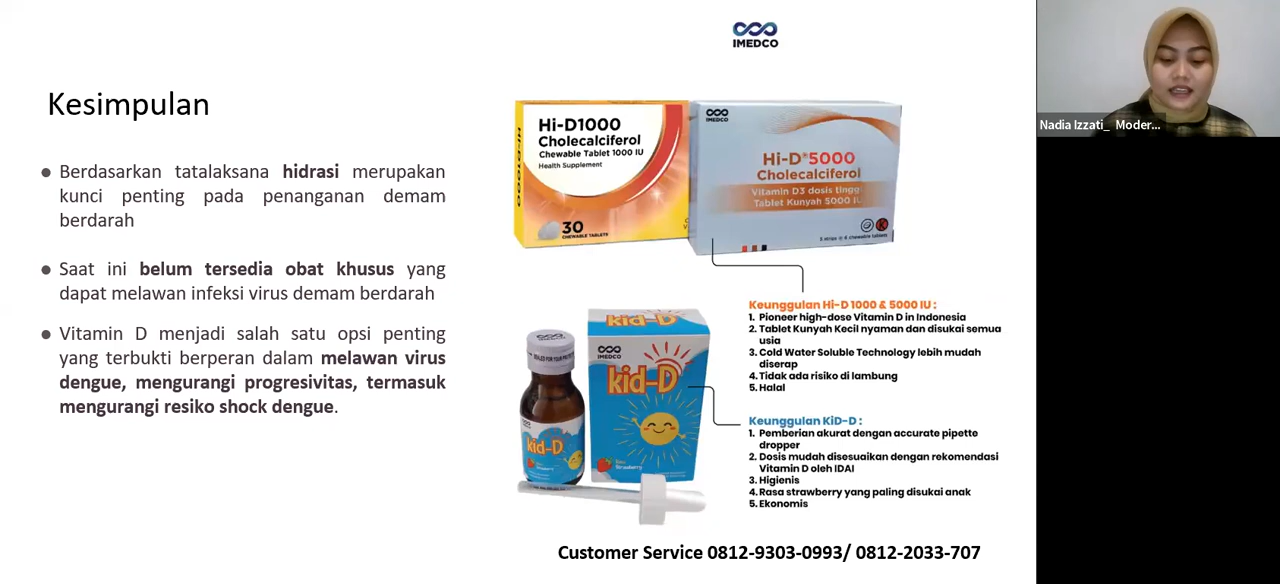 IMEDCO
Kesimpulan
● Berdasarkan tatalaksana hidrasi merupakan
kunci penting pada penanganan demam
berdarah
● Saat ini belum tersedia obat khusus yang
dapat melawan infeksi virus demam berdarah
● Vitamin D menjadi salah satu opsi penting
yang terbukti berperan dalam melawan virus
dengue, mengurangi progresivitas, termasuk
mengurangi resiko shock dengue.
HI-D1000
Hi-D1000
Cholecalciferol
Chewable Tablet 1000 IU
Health Supplement
30
CHEWABLE TABLETS
IMEDCO
Hi-D®5000
Cholecalciferol
Vitamin D3 dosis tinggi
Tablet Kunyah 5000 IU
K
3 strips @ 6 chewable tablets
Keunggulan Hi-D 1000 & 5000 IU :
1. Pioneer high-dose Vitamin D in Indonesia
2. Tablet Kunyah Kecil nyaman dan disukai semua
usia
3. Cold Water Soluble Technology lebih mudah
diserap
4. Tidak ada risiko di lambung
5. Halal
kid-D
IMEDCO
kid-D
kid-D
Strawberry
Keunggulan KiD-D :
1. Pemberian akurat dengan accurate pipette
dropper
2. Dosis mudah disesuaikan dengan rekomendasi
Vitamin D oleh IDAI
3. Higienis
4. Rasa strawberry yang paling disukai anak
5. Ekonomis
Customer Service 0812-9303-0993/ 0812-2033-707
Nadia Izzati_ Moder...